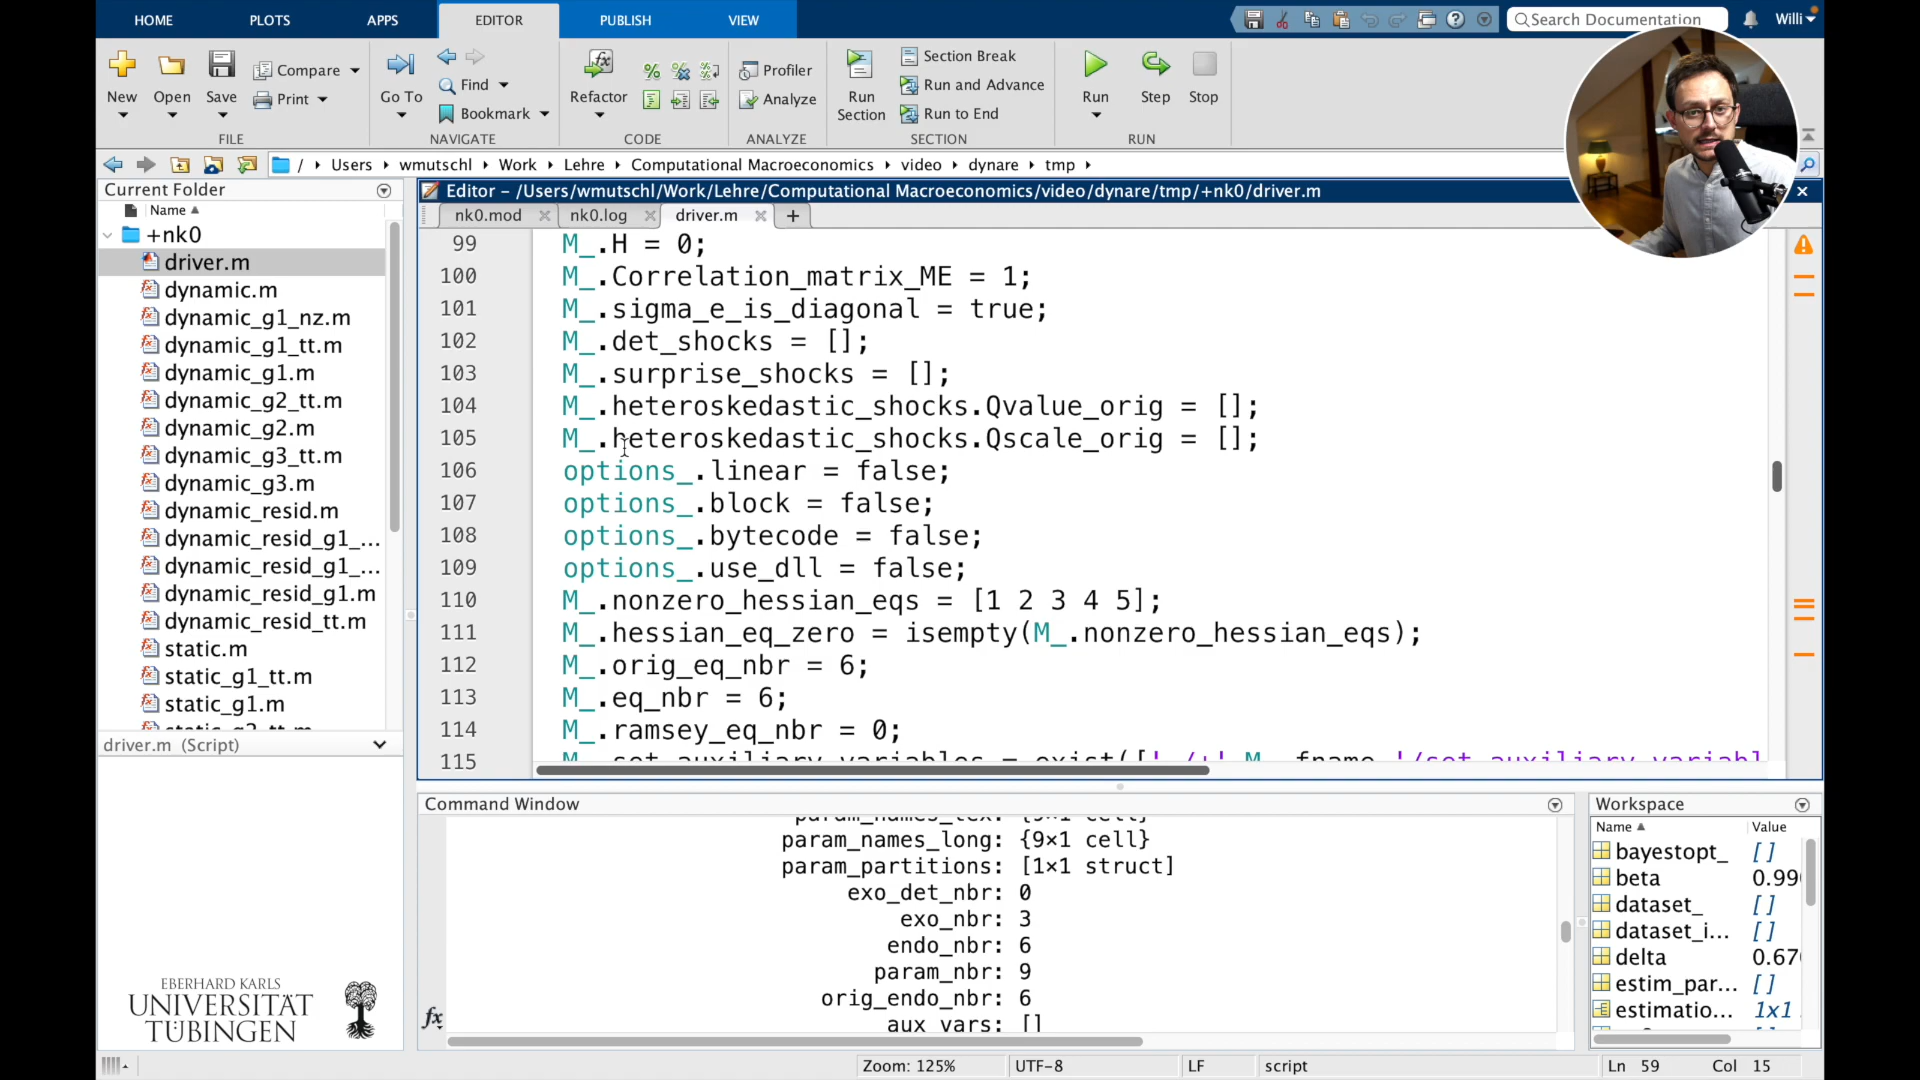 HOME PLOTS APPS EDITOR PUBLISH VIEW
Search Documentation Willi
New Open Save Compare Print
FILE
Go To Find Bookmark
NAVIGATE
Refactor
CODE
Profiler
Analyze
ANALYZE
Run Section
Section Break
Run and Advance
Run to End
SECTION
Run Step Stop
RUN
/ Users wmutschl Work Lehre Computational Macroeconomics video dynare tmp
Current Folder
Name
+nk0
driver.m
dynamic.m
dynamic_g1_nz.m
dynamic_g1_tt.m
dynamic_g1.m
dynamic_g2_tt.m
dynamic_g2.m
dynamic_g3_tt.m
dynamic_g3.m
dynamic_resid.m
dynamic_resid_g1_...
dynamic_resid_g1_...
dynamic_resid_g1.m
dynamic_resid_tt.m
static.m
static_g1_tt.m
static_g1.m
driver.m (Script)
EBERHARD KARLS
UNIVERSITÄT
TÜBINGEN
Editor – /Users/wmutschl/Work/Lehre/Computational Macroeconomics/video/dynare/tmp/+nk0/driver.m
nk0.mod nk0.log driver.m +
99 M_.H = 0;
100 M_.Correlation_matrix_ME = 1;
101 M_.sigma_e_is_diagonal = true;
102 M_.det_shocks = [];
103 M_.surprise_shocks = [];
104 M_.heteroskedastic_shocks.Qvalue_orig = [];
105 M_.heteroskedastic_shocks.Qscale_orig = [];
106 options_.linear = false;
107 options_.block = false;
108 options_.bytecode = false;
109 options_.use_dll = false;
110 M_.nonzero_hessian_eqs = [1 2 3 4 5];
111 M_.hessian_eq_zero = isempty(M_.nonzero_hessian_eqs);
112 M_.orig_eq_nbr = 6;
113 M_.eq_nbr = 6;
114 M_.ramsey_eq_nbr = 0;
115
Command Window
param_names_long: {9×1 cell}
param_partitions: [1×1 struct]
exo_det_nbr: 0
exo_nbr: 3
endo_nbr: 6
param_nbr: 9
orig_endo_nbr: 6
aux_vars: []
fx
Workspace
Name Value
bayestopt_ []
beta 0.99
dataset_ []
dataset_i... []
delta 0.67
estim_par... []
estimatio... 1x1
Zoom: 125% UTF-8 LF script Ln 59 Col 15